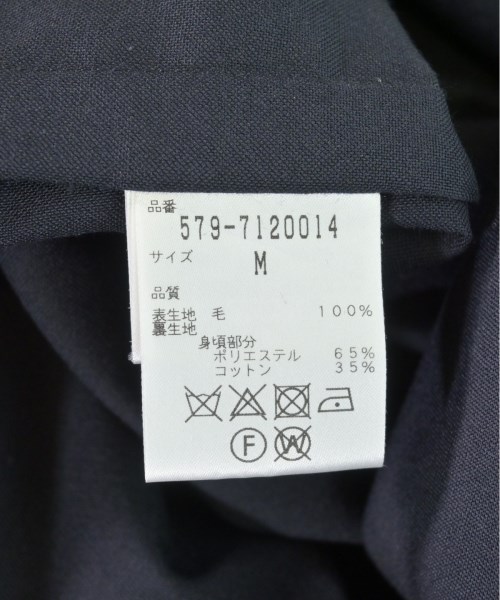 品番
579-7120014
サイズ
M
品質
表生地 毛 100%
裏生地
身頃部分
ポリエステル 65%
コットン 35%
F W